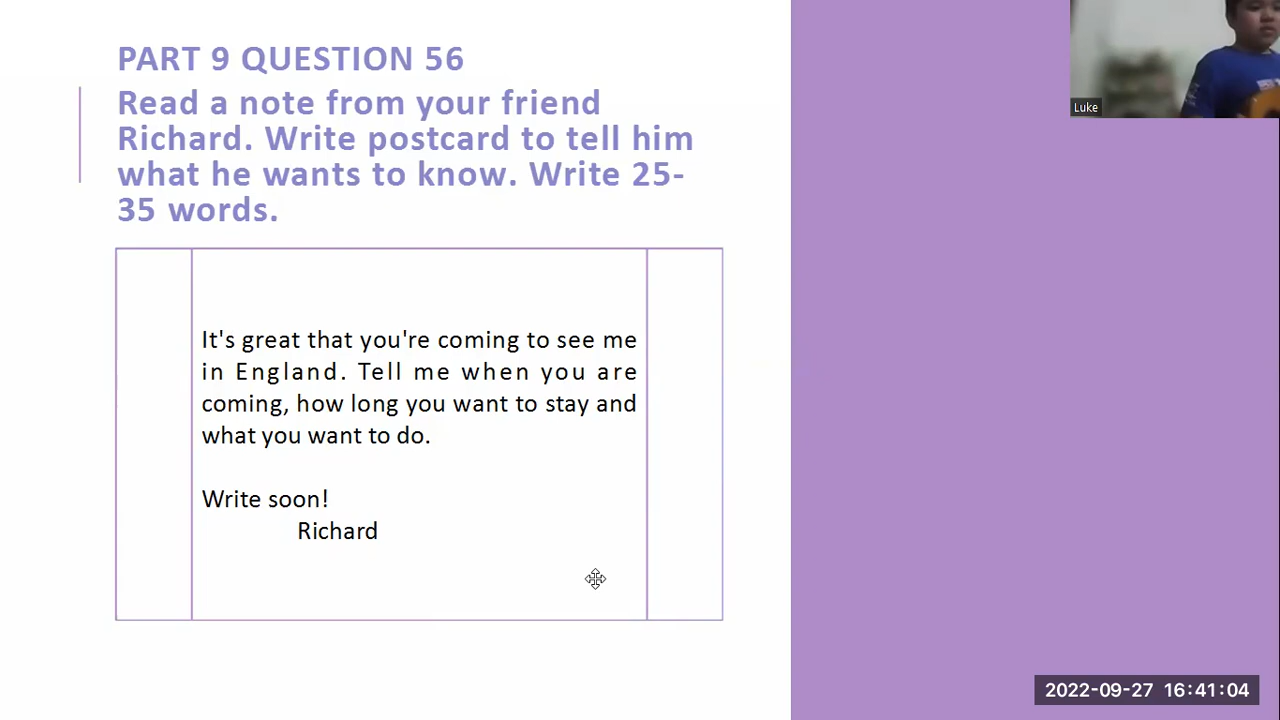 PART 9 QUESTION 56
Read a note from your friend
Richard. Write postcard to tell him
what he wants to know. Write 25-
35 words.
Luke
It's great that you're coming to see me
in England. Tell me when you are
coming, how long you want to stay and
what you want to do.
Write soon!
Richard
2022-09-27 16:41:04